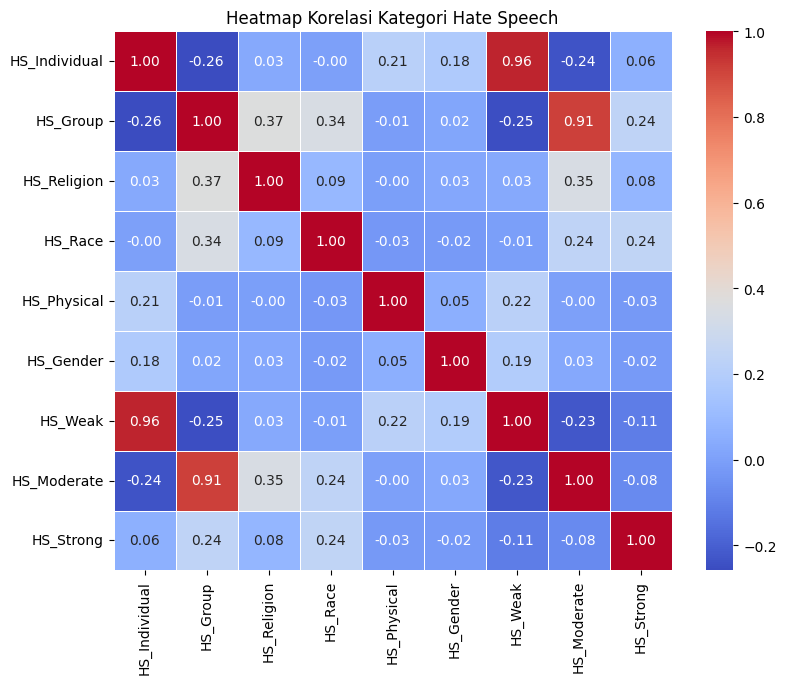 Heatmap Korelasi Kategori Hate Speech
HS_Individual 1.00 -0.26 0.03 -0.00 0.21 0.18 0.96 -0.24 0.06
HS_Group -0.26 1.00 0.37 0.34 -0.01 0.02 -0.25 0.91 0.24
HS_Religion 0.03 0.37 1.00 0.09 -0.00 0.03 0.03 0.35 0.08
HS_Race -0.00 0.34 0.09 1.00 -0.03 -0.02 -0.01 0.24 0.24
HS_Physical 0.21 -0.01 -0.00 -0.03 1.00 0.05 0.22 -0.00 -0.03
HS_Gender 0.18 0.02 0.03 -0.02 0.05 1.00 0.19 0.03 -0.02
HS_Weak 0.96 -0.25 0.03 -0.01 0.22 0.19 1.00 -0.23 -0.11
HS_Moderate -0.24 0.91 0.35 0.24 -0.00 0.03 -0.23 1.00 -0.08
HS_Strong 0.06 0.24 0.08 0.24 -0.03 -0.02 -0.11 -0.08 1.00
HS_Individual HS_Group HS_Religion HS_Race HS_Physical HS_Gender HS_Weak HS_Moderate HS_Strong
1.0
0.8
0.6
0.4
0.2
0.0
−0.2